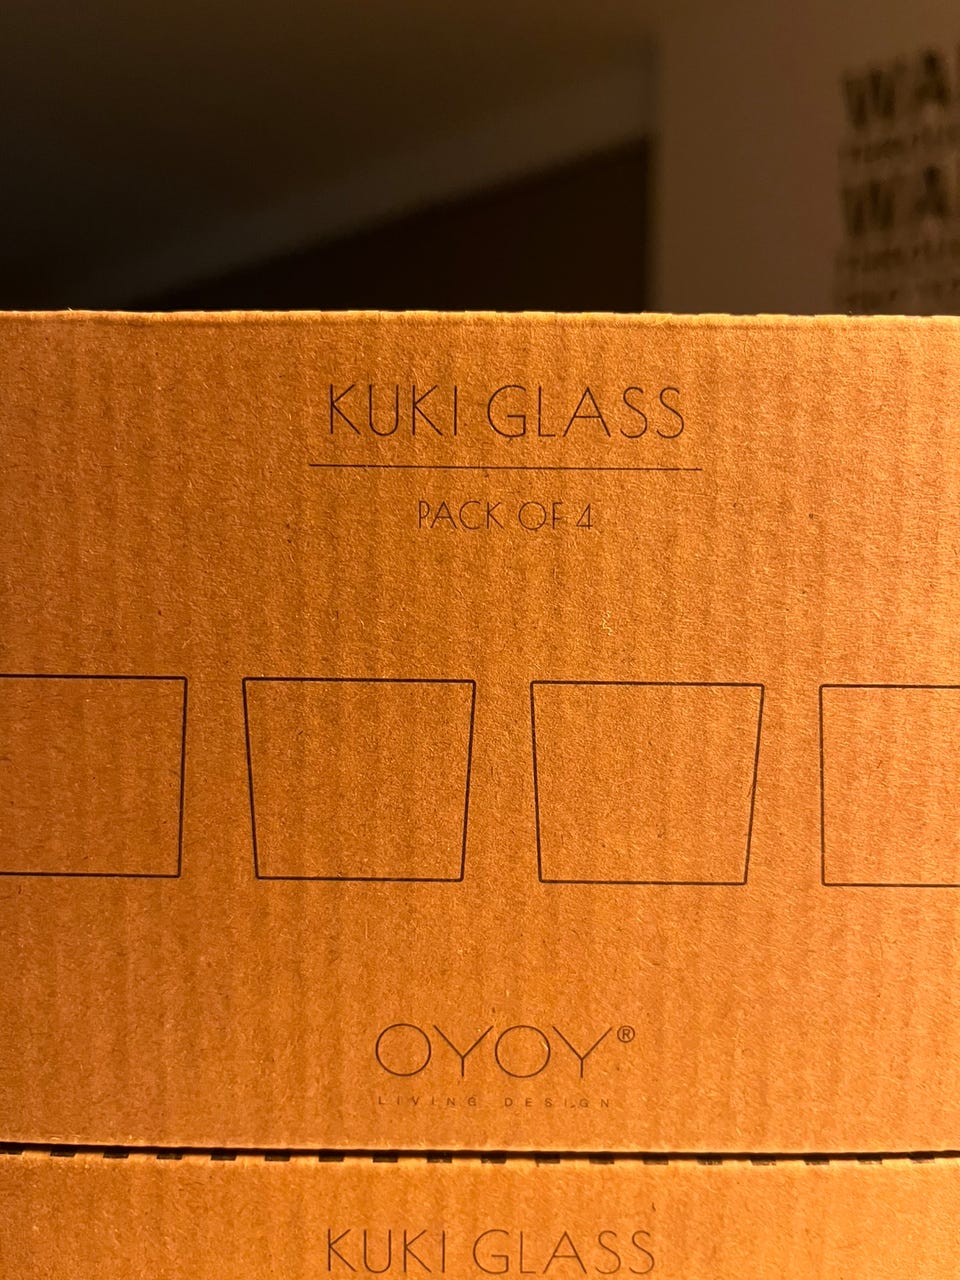 KUKI GLASS
PACK OF 4
OYOY®
LIVING DESIGN
KUKI GLASS